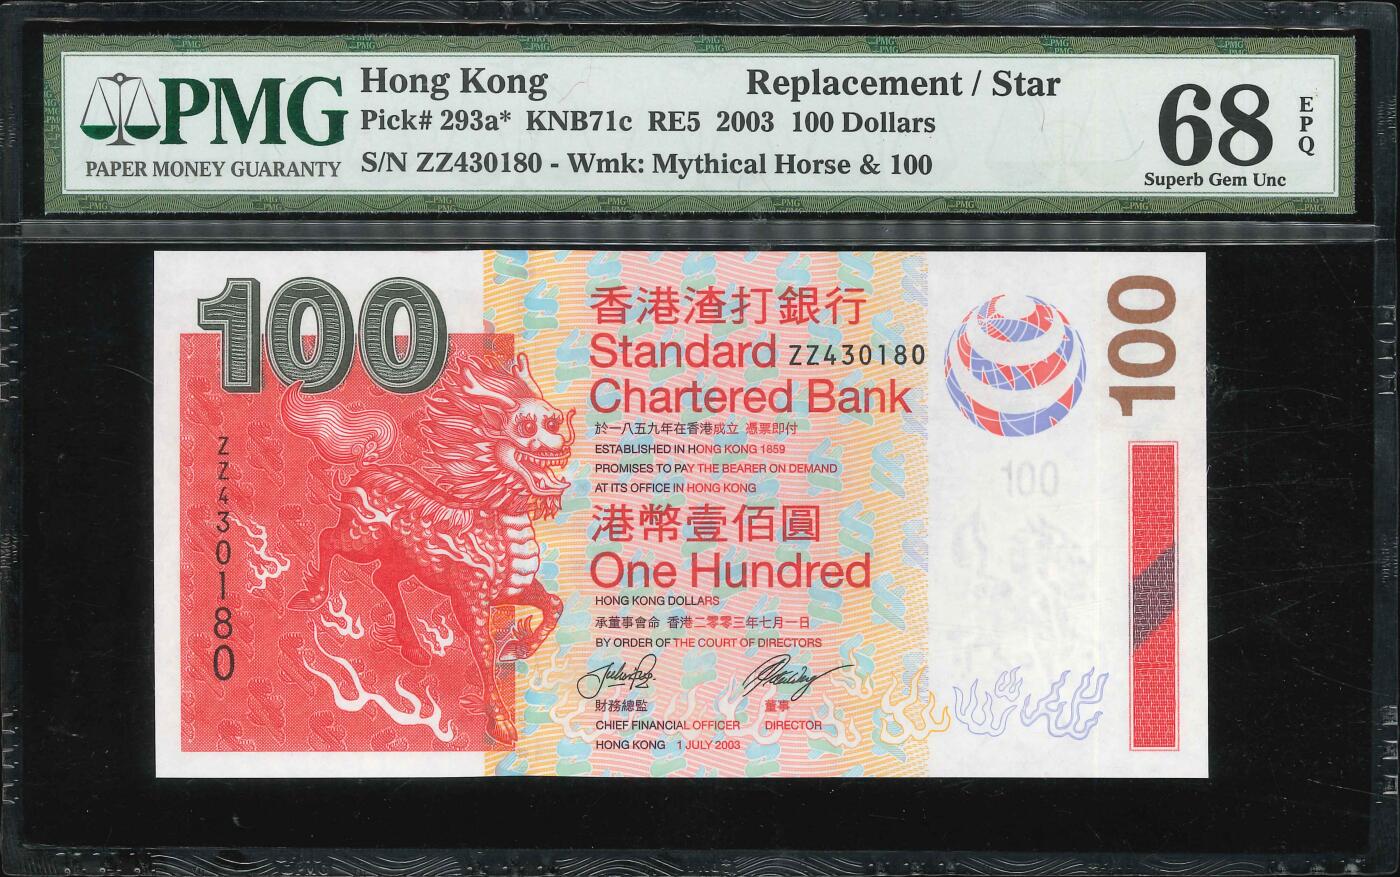 PMG
PAPER MONEY GUARANTY
Hong Kong Replacement / Star
Pick# 293a* KNB71c RE5 2003 100 Dollars
S/N ZZ430180 - Wmk: Mythical Horse & 100
68
EPQ
Superb Gem Unc
100
ZZ430180
香港渣打銀行
Standard ZZ430180
Chartered Bank
於一八五九年在香港成立 憑票即付
ESTABLISHED IN HONG KONG 1859
PROMISES TO PAY THE BEARER ON DEMAND
AT ITS OFFICE IN HONG KONG
港幣壹佰圓
One Hundred
HONG KONG DOLLARS
承董事會命 香港二零零三年七月一日
BY ORDER OF THE COURT OF DIRECTORS
財務總監 董事
CHIEF FINANCIAL OFFICER DIRECTOR
HONG KONG 1 JULY 2003
100
100